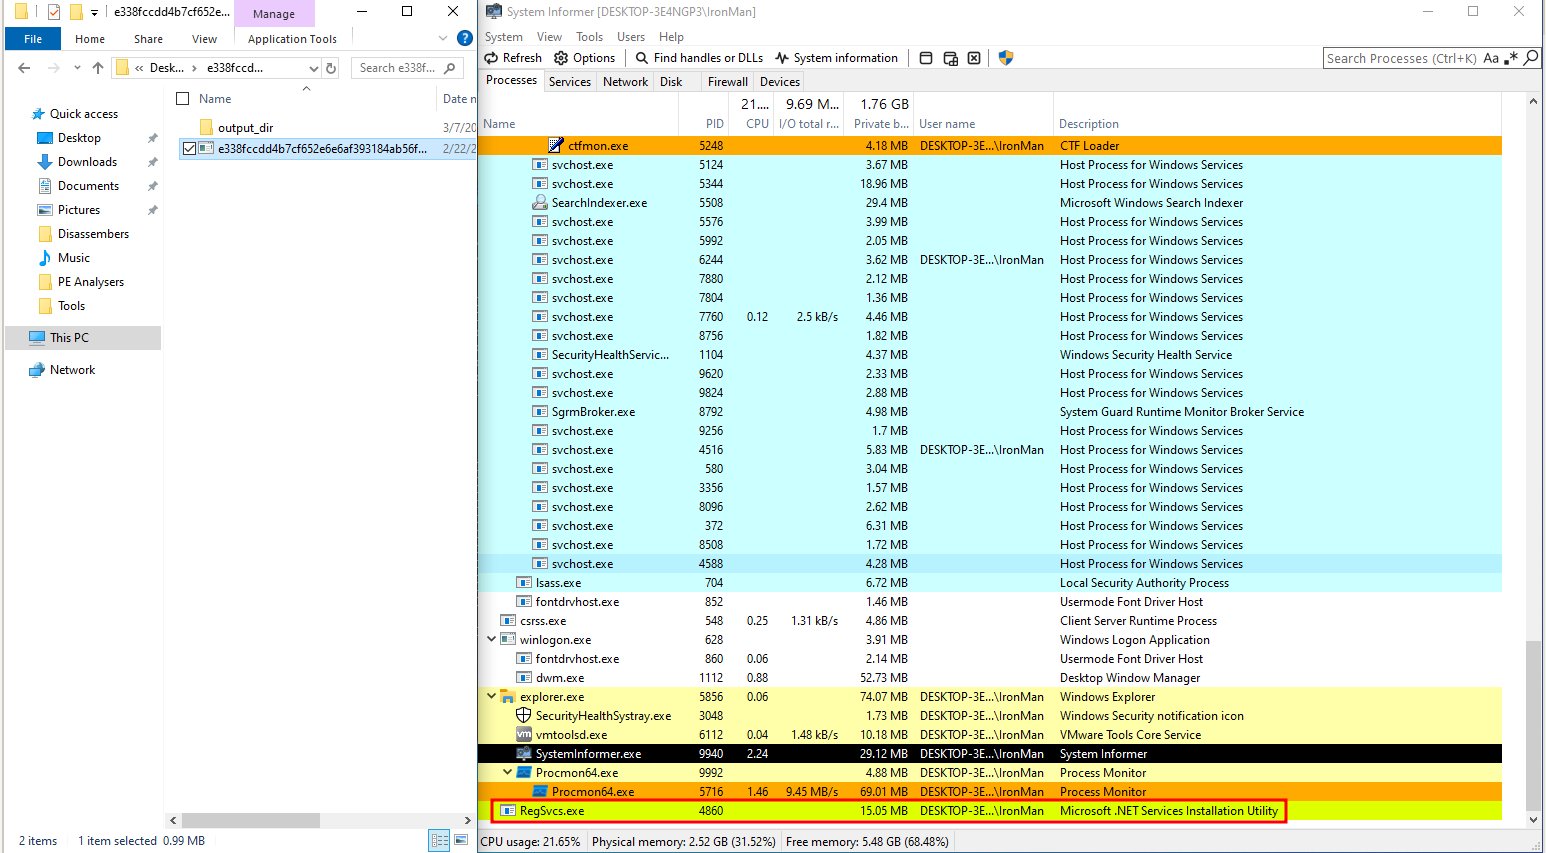 e338fccdd4b7cf652e...
Manage
File
Home
Share
View
Application Tools
Desk...
e338fccd...
Search e338f...
Name
Date n
Quick access
Desktop
Downloads
Documents
Pictures
Disassembers
Music
PE Analysers
Tools
This PC
Network
output_dir
3/7/20
e338fccdd4b7cf652e6e6af393184ab56f...
2/22/2
2 items
1 item selected 0.99 MB
System Informer [DESKTOP-3E4NGP3\IronMan]
System View Tools Users Help
Refresh Options Find handles or DLLs System information
Search Processes (Ctrl+K) Aa .*
Processes Services Network Disk Firewall Devices
21.... 9.69 M... 1.76 GB
Name PID CPU I/O total r... Private b... User name Description
ctfmon.exe 5248 4.18 MB DESKTOP-3E...\IronMan CTF Loader
svchost.exe 5124 3.67 MB Host Process for Windows Services
svchost.exe 5344 18.96 MB Host Process for Windows Services
SearchIndexer.exe 5508 29.4 MB Microsoft Windows Search Indexer
svchost.exe 5576 3.99 MB Host Process for Windows Services
svchost.exe 5992 2.05 MB Host Process for Windows Services
svchost.exe 6244 3.62 MB DESKTOP-3E...\IronMan Host Process for Windows Services
svchost.exe 7880 2.12 MB Host Process for Windows Services
svchost.exe 7804 1.36 MB Host Process for Windows Services
svchost.exe 7760 0.12 2.5 kB/s 4.46 MB Host Process for Windows Services
svchost.exe 8756 1.82 MB Host Process for Windows Services
SecurityHealthServic... 1104 4.37 MB Windows Security Health Service
svchost.exe 9620 2.33 MB Host Process for Windows Services
svchost.exe 9824 2.88 MB Host Process for Windows Services
SgrmBroker.exe 8792 4.98 MB System Guard Runtime Monitor Broker Service
svchost.exe 9256 1.7 MB Host Process for Windows Services
svchost.exe 4516 5.83 MB DESKTOP-3E...\IronMan Host Process for Windows Services
svchost.exe 580 3.04 MB Host Process for Windows Services
svchost.exe 3356 1.57 MB Host Process for Windows Services
svchost.exe 8096 2.62 MB Host Process for Windows Services
svchost.exe 372 6.31 MB Host Process for Windows Services
svchost.exe 8508 1.72 MB Host Process for Windows Services
svchost.exe 4588 4.28 MB Host Process for Windows Services
lsass.exe 704 6.72 MB Local Security Authority Process
fontdrvhost.exe 852 1.46 MB Usermode Font Driver Host
csrss.exe 548 0.25 1.31 kB/s 4.86 MB Client Server Runtime Process
winlogon.exe 628 3.91 MB Windows Logon Application
fontdrvhost.exe 860 0.06 2.14 MB Usermode Font Driver Host
dwm.exe 1112 0.88 52.73 MB Desktop Window Manager
explorer.exe 5856 0.06 74.07 MB DESKTOP-3E...\IronMan Windows Explorer
SecurityHealthSystray.exe 3048 1.73 MB DESKTOP-3E...\IronMan Windows Security notification icon
vm vmtoolsd.exe 6112 0.04 1.48 kB/s 10.18 MB DESKTOP-3E...\IronMan VMware Tools Core Service
SystemInformer.exe 9940 2.24 29.12 MB DESKTOP-3E...\IronMan System Informer
Procmon64.exe 9992 4.88 MB DESKTOP-3E...\IronMan Process Monitor
Procmon64.exe 5716 1.46 9.45 MB/s 69.01 MB DESKTOP-3E...\IronMan Process Monitor
RegSvcs.exe 4860 15.05 MB DESKTOP-3E...\IronMan Microsoft .NET Services Installation Utility
CPU usage: 21.65% Physical memory: 2.52 GB (31.52%) Free memory: 5.48 GB (68.48%)